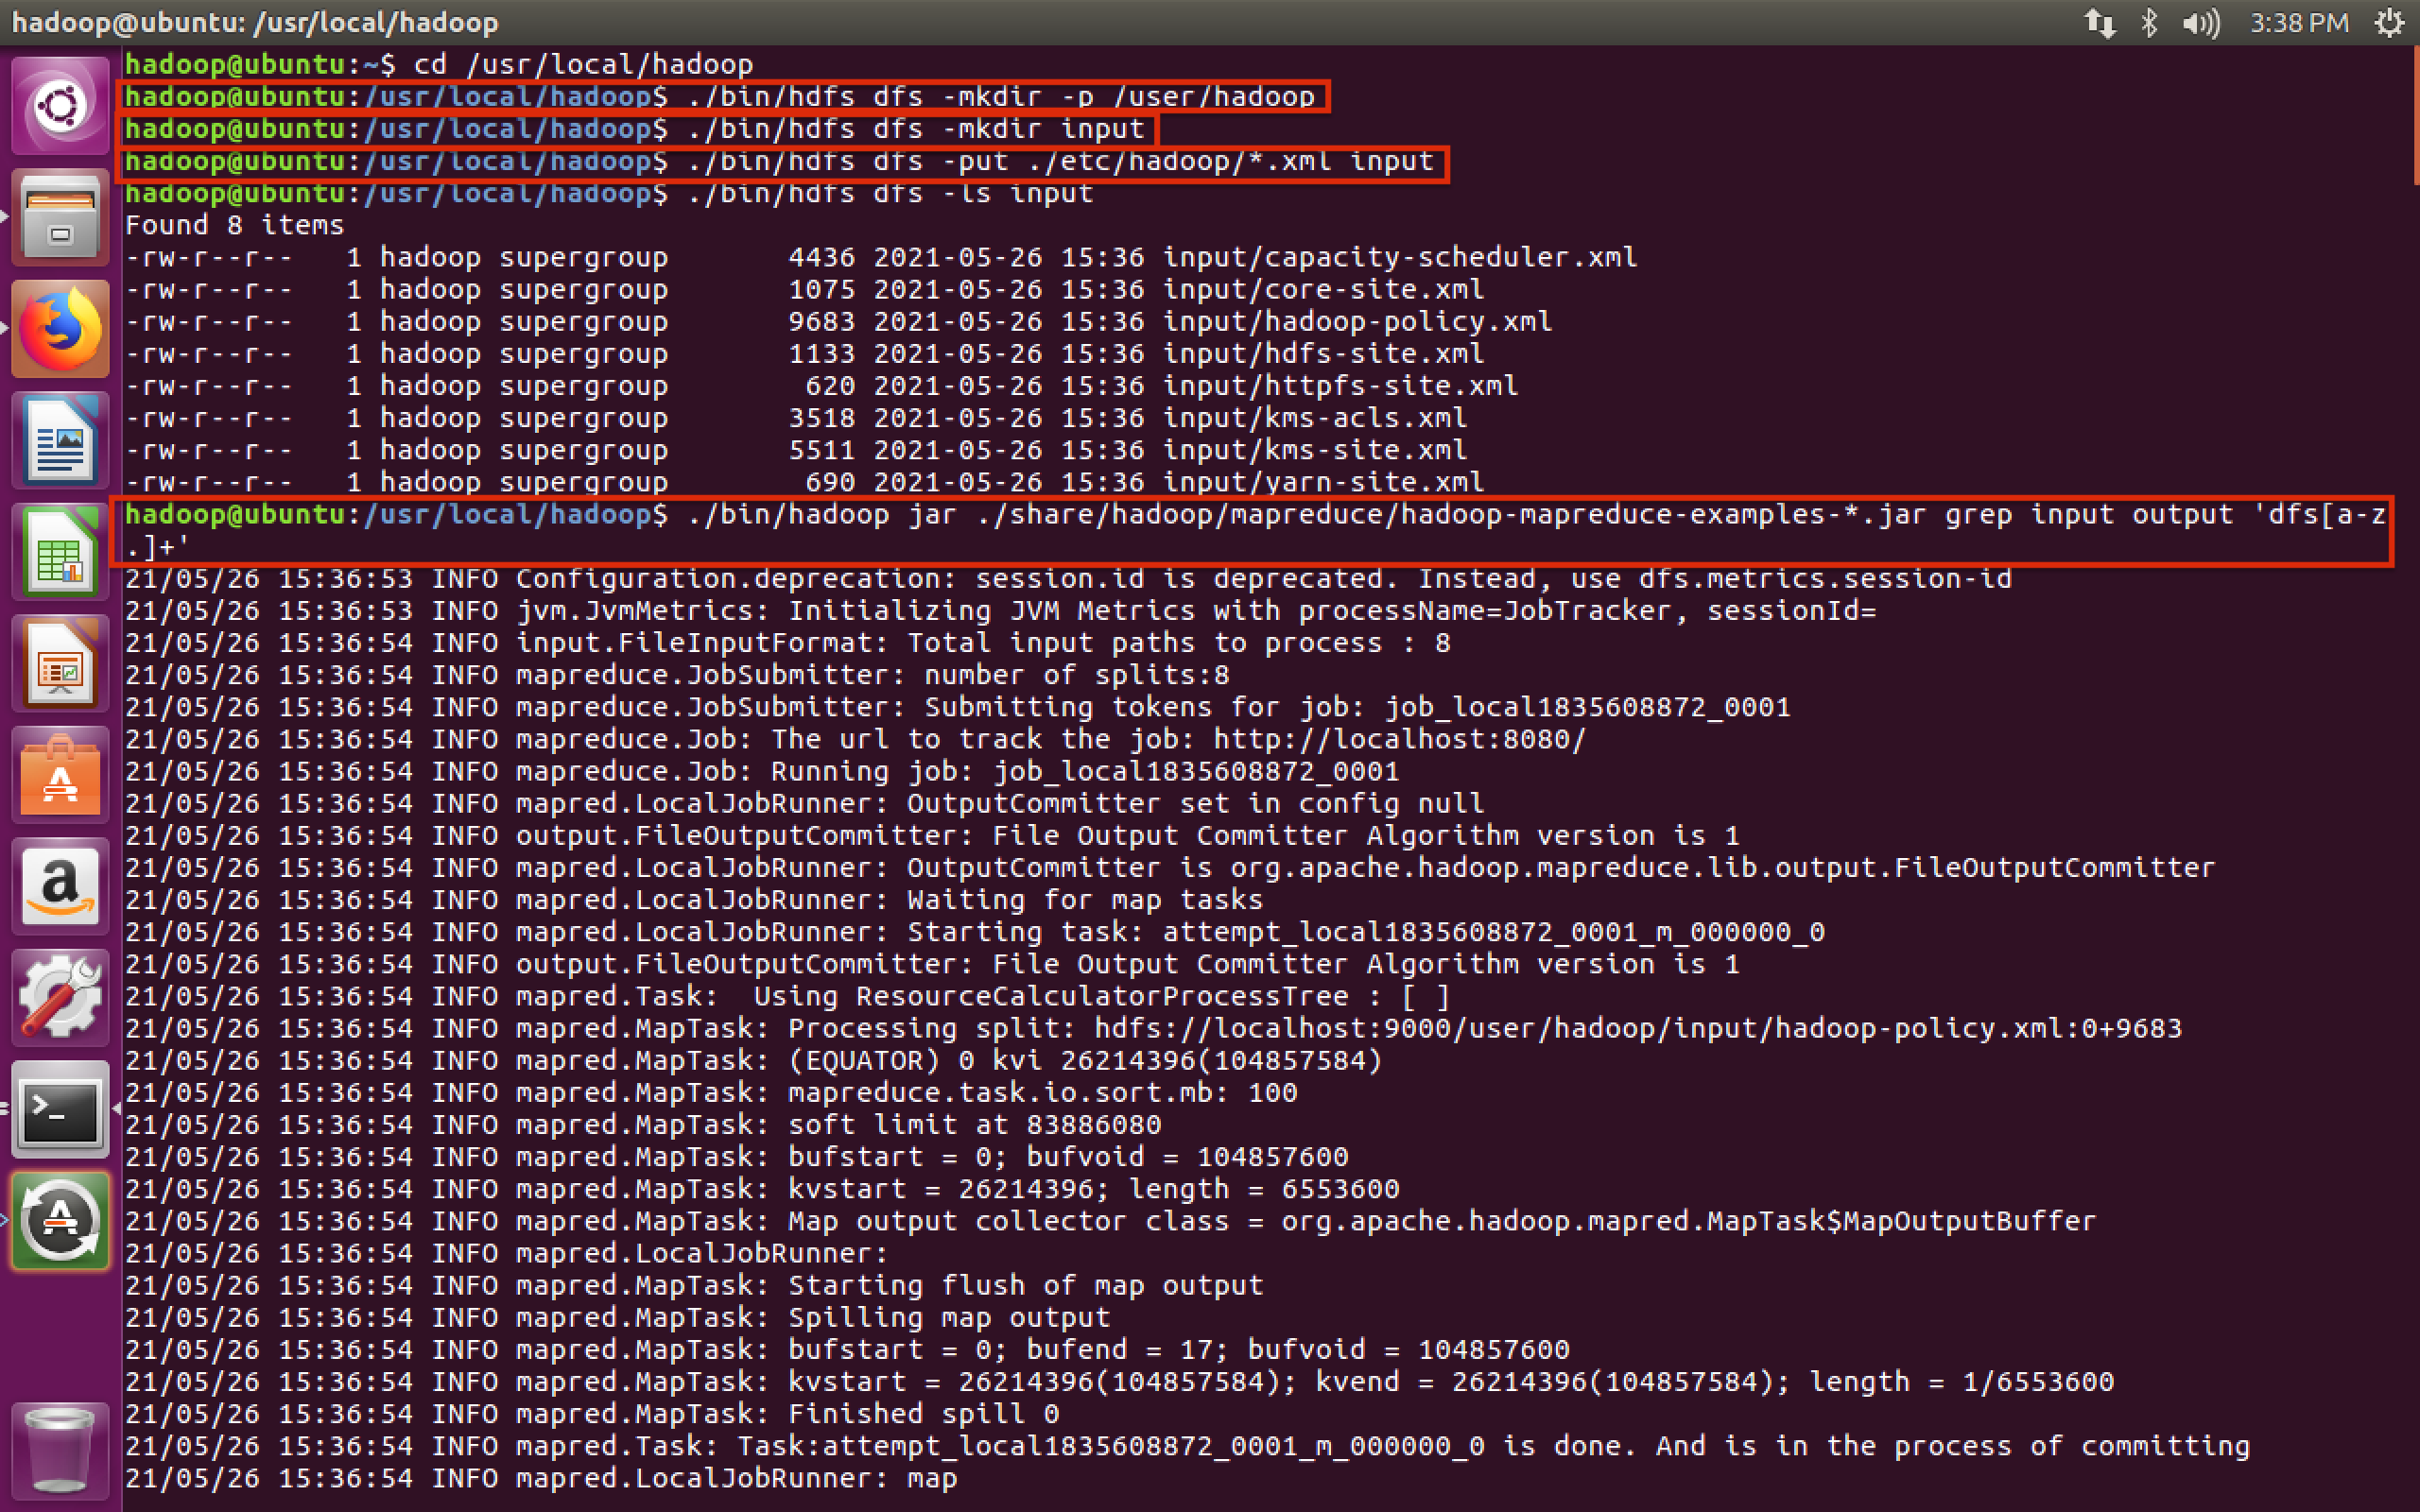 hadoop@ubuntu: /usr/local/hadoop
3:38 PM
hadoop@ubuntu:~$ cd /usr/local/hadoop
hadoop@ubuntu:/usr/local/hadoop$ ./bin/hdfs dfs -mkdir -p /user/hadoop
hadoop@ubuntu:/usr/local/hadoop$ ./bin/hdfs dfs -mkdir input
hadoop@ubuntu:/usr/local/hadoop$ ./bin/hdfs dfs -put ./etc/hadoop/*.xml input
hadoop@ubuntu:/usr/local/hadoop$ ./bin/hdfs dfs -ls input
Found 8 items
-rw-r--r--   1 hadoop supergroup       4436 2021-05-26 15:36 input/capacity-scheduler.xml
-rw-r--r--   1 hadoop supergroup       1075 2021-05-26 15:36 input/core-site.xml
-rw-r--r--   1 hadoop supergroup       9683 2021-05-26 15:36 input/hadoop-policy.xml
-rw-r--r--   1 hadoop supergroup       1133 2021-05-26 15:36 input/hdfs-site.xml
-rw-r--r--   1 hadoop supergroup        620 2021-05-26 15:36 input/httpfs-site.xml
-rw-r--r--   1 hadoop supergroup       3518 2021-05-26 15:36 input/kms-acls.xml
-rw-r--r--   1 hadoop supergroup       5511 2021-05-26 15:36 input/kms-site.xml
-rw-r--r--   1 hadoop supergroup        690 2021-05-26 15:36 input/yarn-site.xml
hadoop@ubuntu:/usr/local/hadoop$ ./bin/hadoop jar ./share/hadoop/mapreduce/hadoop-mapreduce-examples-*.jar grep input output 'dfs[a-z
.]+'
21/05/26 15:36:53 INFO Configuration.deprecation: session.id is deprecated. Instead, use dfs.metrics.session-id
21/05/26 15:36:53 INFO jvm.JvmMetrics: Initializing JVM Metrics with processName=JobTracker, sessionId=
21/05/26 15:36:54 INFO input.FileInputFormat: Total input paths to process : 8
21/05/26 15:36:54 INFO mapreduce.JobSubmitter: number of splits:8
21/05/26 15:36:54 INFO mapreduce.JobSubmitter: Submitting tokens for job: job_local1835608872_0001
21/05/26 15:36:54 INFO mapreduce.Job: The url to track the job: http://localhost:8080/
21/05/26 15:36:54 INFO mapreduce.Job: Running job: job_local1835608872_0001
21/05/26 15:36:54 INFO mapred.LocalJobRunner: OutputCommitter set in config null
21/05/26 15:36:54 INFO output.FileOutputCommitter: File Output Committer Algorithm version is 1
21/05/26 15:36:54 INFO mapred.LocalJobRunner: OutputCommitter is org.apache.hadoop.mapreduce.lib.output.FileOutputCommitter
21/05/26 15:36:54 INFO mapred.LocalJobRunner: Waiting for map tasks
21/05/26 15:36:54 INFO mapred.LocalJobRunner: Starting task: attempt_local1835608872_0001_m_000000_0
21/05/26 15:36:54 INFO output.FileOutputCommitter: File Output Committer Algorithm version is 1
21/05/26 15:36:54 INFO mapred.Task:  Using ResourceCalculatorProcessTree : [ ]
21/05/26 15:36:54 INFO mapred.MapTask: Processing split: hdfs://localhost:9000/user/hadoop/input/hadoop-policy.xml:0+9683
21/05/26 15:36:54 INFO mapred.MapTask: (EQUATOR) 0 kvi 26214396(104857584)
21/05/26 15:36:54 INFO mapred.MapTask: mapreduce.task.io.sort.mb: 100
21/05/26 15:36:54 INFO mapred.MapTask: soft limit at 83886080
21/05/26 15:36:54 INFO mapred.MapTask: bufstart = 0; bufvoid = 104857600
21/05/26 15:36:54 INFO mapred.MapTask: kvstart = 26214396; length = 6553600
21/05/26 15:36:54 INFO mapred.MapTask: Map output collector class = org.apache.hadoop.mapred.MapTask$MapOutputBuffer
21/05/26 15:36:54 INFO mapred.LocalJobRunner:
21/05/26 15:36:54 INFO mapred.MapTask: Starting flush of map output
21/05/26 15:36:54 INFO mapred.MapTask: Spilling map output
21/05/26 15:36:54 INFO mapred.MapTask: bufstart = 0; bufend = 17; bufvoid = 104857600
21/05/26 15:36:54 INFO mapred.MapTask: kvstart = 26214396(104857584); kvend = 26214396(104857584); length = 1/6553600
21/05/26 15:36:54 INFO mapred.MapTask: Finished spill 0
21/05/26 15:36:54 INFO mapred.Task: Task:attempt_local1835608872_0001_m_000000_0 is done. And is in the process of committing
21/05/26 15:36:54 INFO mapred.LocalJobRunner: map